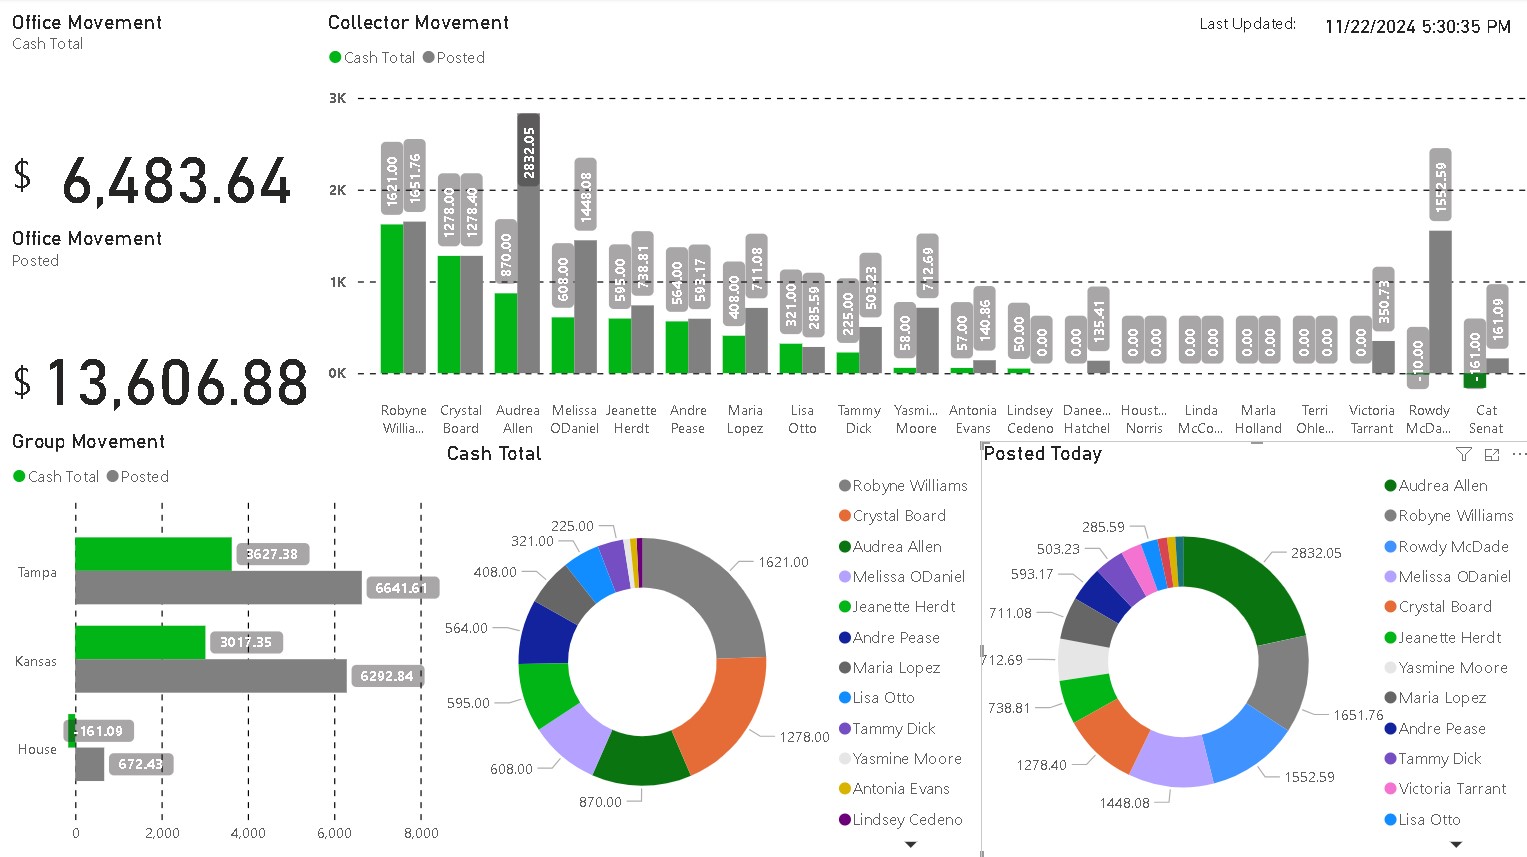 Office Movement
Cash Total
$ 6,483.64
Office Movement
Posted
$ 13,606.88
Collector Movement
Last Updated: 11/22/2024 5:30:35 PM
Cash Total Posted
3K
2K
1K
0K
1621.00 1651.76
1278.00 1278.40
870.00 2832.05
608.00 1448.08
595.00 738.81
564.00 593.17
408.00 711.08
321.00 285.59
225.00 503.23
58.00 712.69
57.00 140.86
50.00 0.00
0.00 135.41
0.00 0.00
0.00 0.00
0.00 0.00
0.00 0.00
0.00 350.73
-10.00 1552.59
-161.00 161.09
Robyne Willia...
Crystal Board
Audrea Allen
Melissa ODaniel
Jeanette Herdt
Andre Pease
Maria Lopez
Lisa Otto
Tammy Dick
Yasmi... Moore
Antonia Evans
Lindsey Cedeno
Danee... Hatchel
Houst... Norris
Linda McCo...
Marla Holland
Terri Ohle...
Victoria Tarrant
Rowdy McDa...
Cat Senat
Group Movement
Cash Total Posted
Tampa
3627.38
6641.61
Kansas
3017.35
6292.84
House
-161.09
672.43
0 2,000 4,000 6,000 8,000
Cash Total
225.00
321.00
408.00
564.00
595.00
608.00
870.00
1278.00
1621.00
Robyne Williams
Crystal Board
Audrea Allen
Melissa ODaniel
Jeanette Herdt
Andre Pease
Maria Lopez
Lisa Otto
Tammy Dick
Yasmine Moore
Antonia Evans
Lindsey Cedeno
Posted Today
285.59
503.23
593.17
711.08
712.69
738.81
1278.40
1448.08
1552.59
1651.76
2832.05
Audrea Allen
Robyne Williams
Rowdy McDade
Melissa ODaniel
Crystal Board
Jeanette Herdt
Yasmine Moore
Maria Lopez
Andre Pease
Tammy Dick
Victoria Tarrant
Lisa Otto